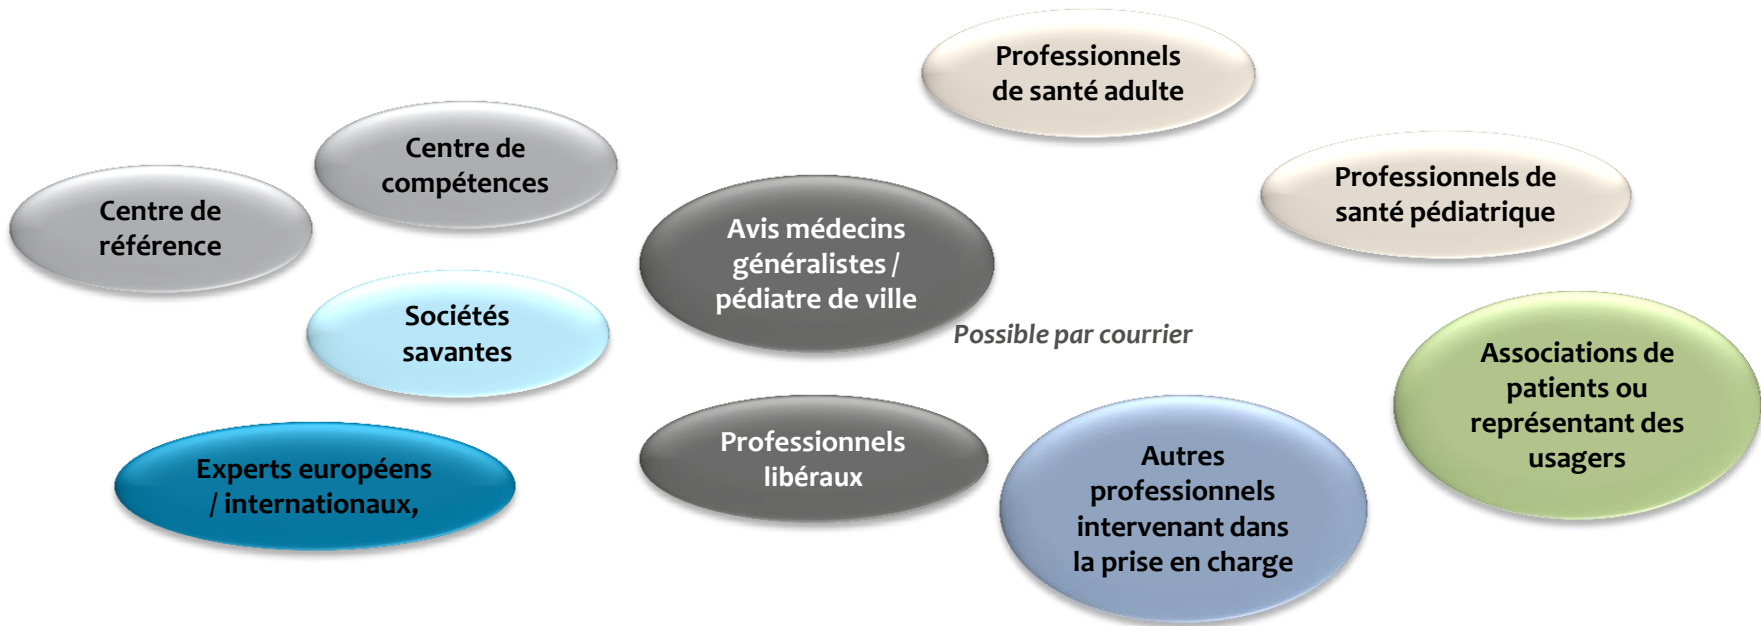 Professionnels
de santé adulte
Centre de
compétences
Professionnels de
santé pédiatrique
Centre de
référence
Avis médecins
généralistes /
pédiatre de ville
Possible par courrier
Sociétés
savantes
Associations de
patients ou
représentant des
usagers
Professionnels
libéraux
Experts européens
/ internationaux,
Autres
professionnels
intervenant dans
la prise en charge